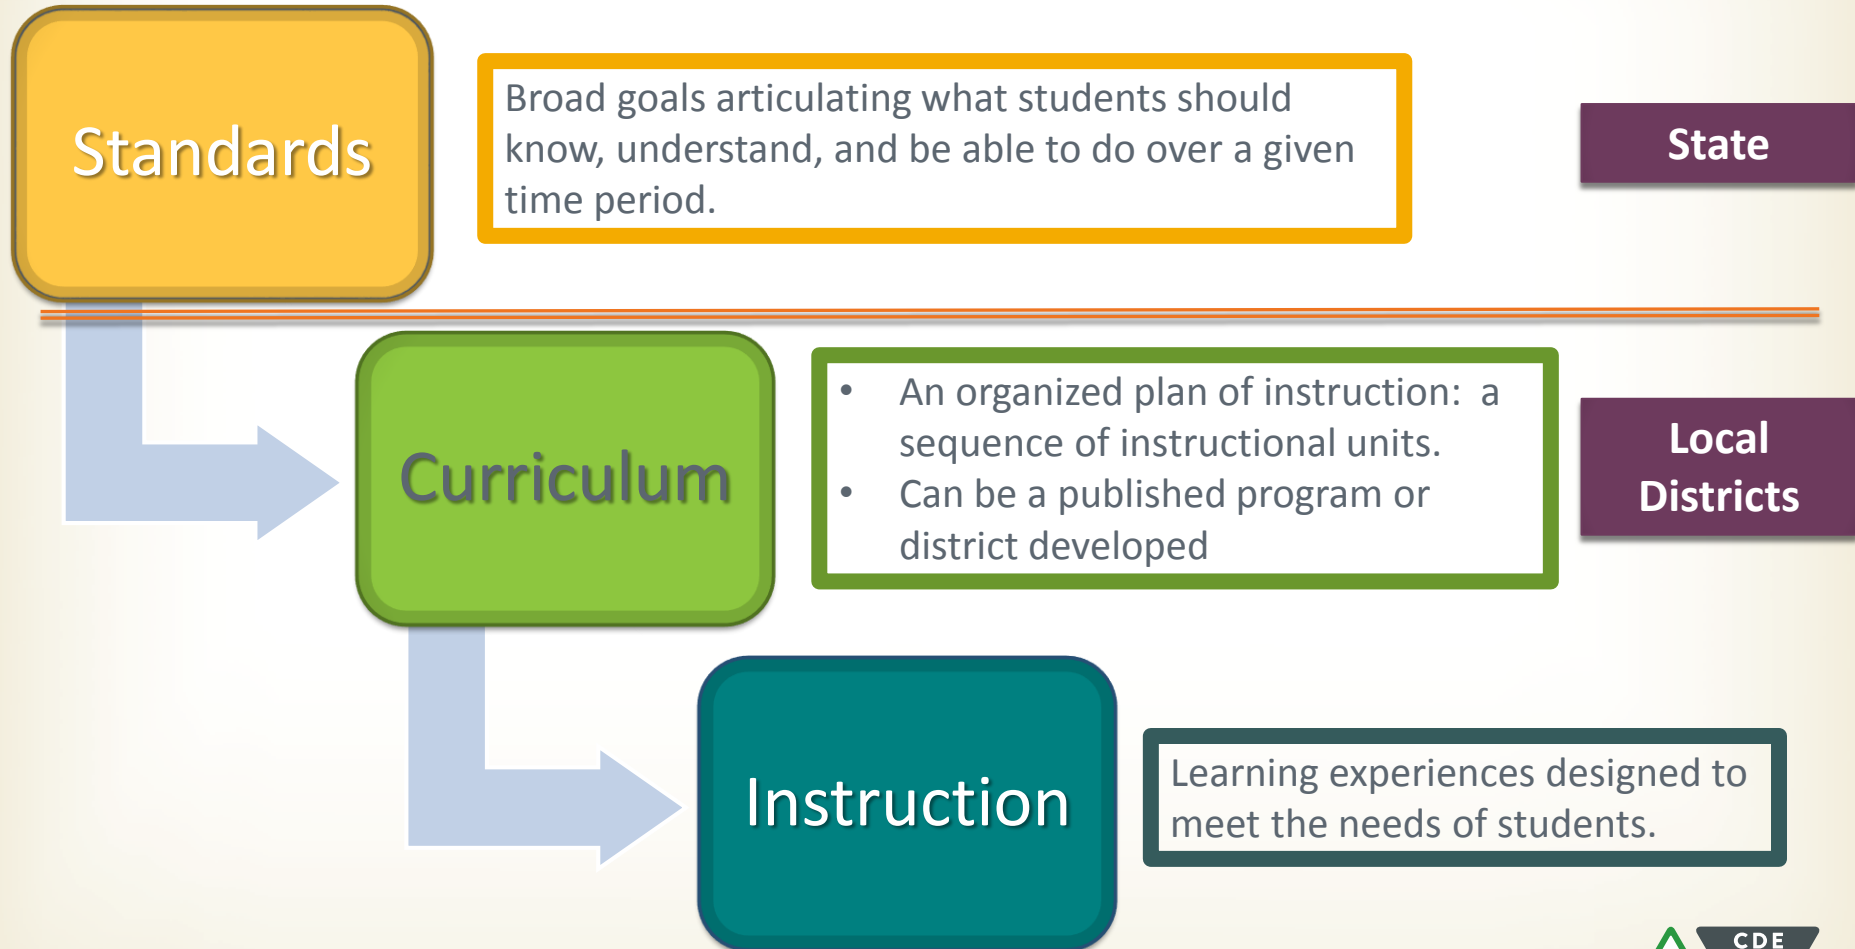 Standards
Broad goals articulating what students should
know, understand, and be able to do over a given
time period.
State
Curriculum
• An organized plan of instruction: a
sequence of instructional units.
• Can be a published program or
district developed
Local
Districts
Instruction
Learning experiences designed to
meet the needs of students.
CDE